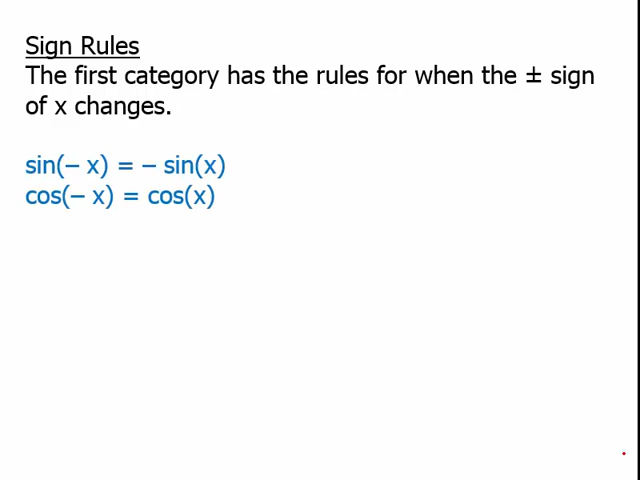 Sign Rules
The first category has the rules for when the ± sign
of x changes.
sin(– x) = – sin(x)
cos(– x) = cos(x)